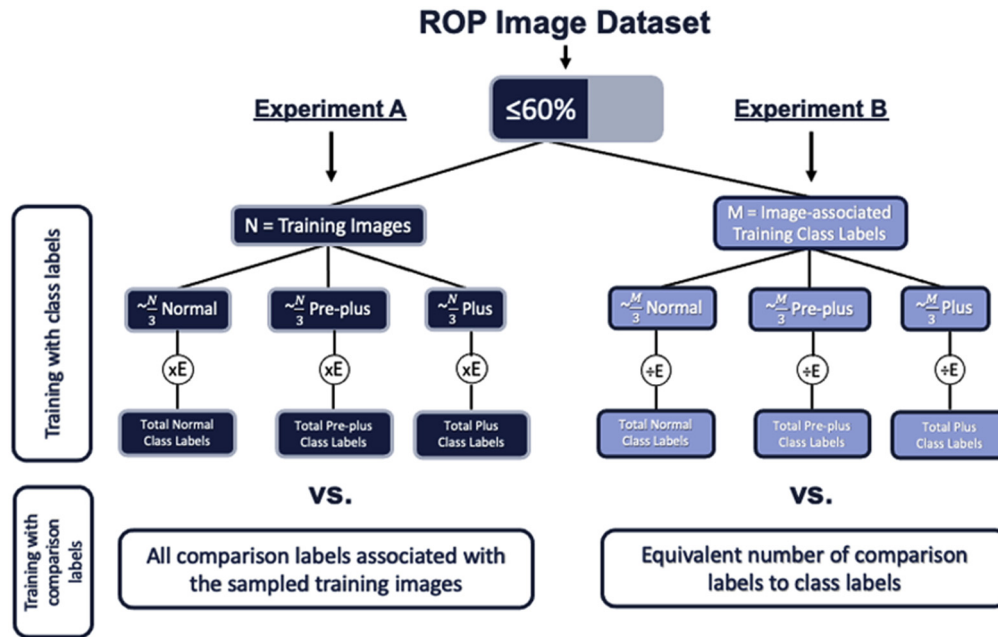 ROP Image Dataset
≤60%
Experiment A
Experiment B
N = Training Images
M = Image-associated
Training Class Labels
~N/3 Normal
~N/3 Pre-plus
~N/3 Plus
~M/3 Normal
~M/3 Pre-plus
~M/3 Plus
xE
xE
xE
÷E
÷E
÷E
Total Normal
Class Labels
Total Pre-plus
Class Labels
Total Plus
Class Labels
Total Normal
Class Labels
Total Pre-plus
Class Labels
Total Plus
Class Labels
Training with class labels
vs.
vs.
Training with
comparison
labels
All comparison labels associated with
the sampled training images
Equivalent number of comparison
labels to class labels